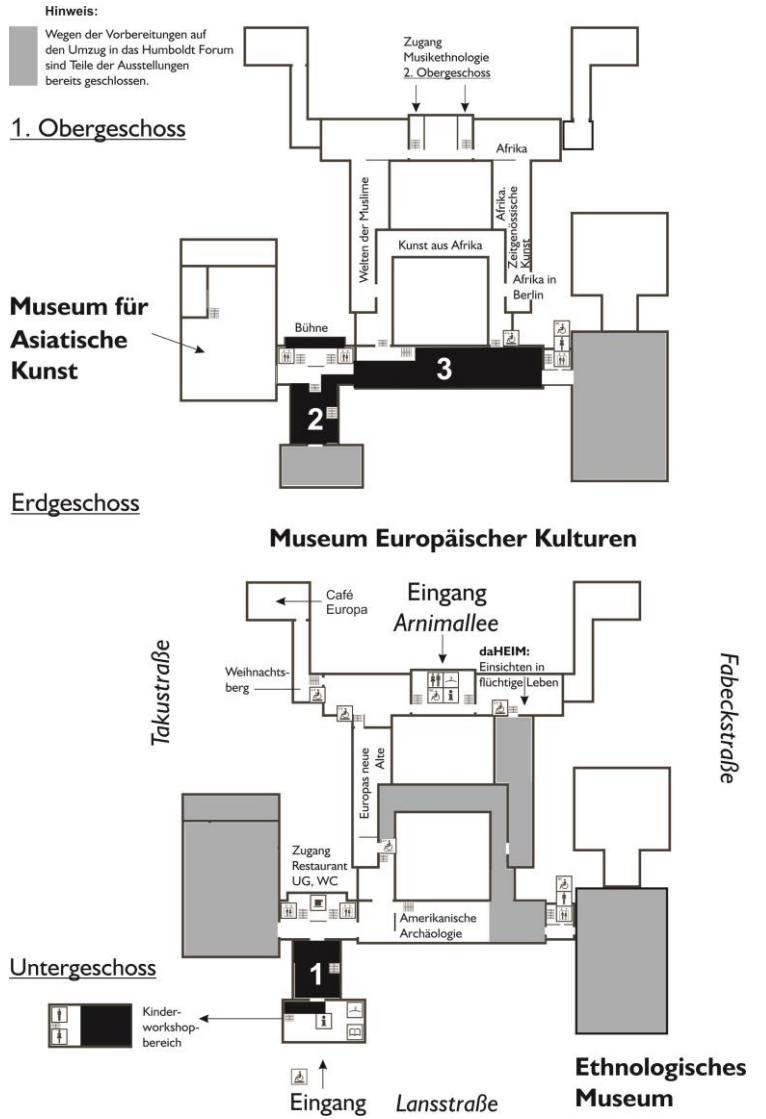 Hinweis:
Wegen der Vorbereitungen auf
den Umzug in das Humboldt Forum
sind Teile der Ausstellungen
bereits geschlossen.
Zugang
Musikethnologie
2. Obergeschoss
1. Obergeschoss
Afrika
Welten der Muslime
Afrika.
Zeitgenössische
Kunst
Kunst aus Afrika
Afrika in
Berlin
Museum für
Asiatische
Kunst
Bühne
3
2
Erdgeschoss
Museum Europäischer Kulturen
Café
Europa
Eingang
Arnimallee
daHEIM:
Einsichten in
flüchtige Leben
Weihnachts-
berg
Takustraße
Fabeckstraße
Europas neue
Alte
Zugang
Restaurant
UG, WC
Amerikanische
Archäologie
Untergeschoss
1
Kinder-
workshop-
bereich
Ethnologisches
Museum
Eingang Lansstraße